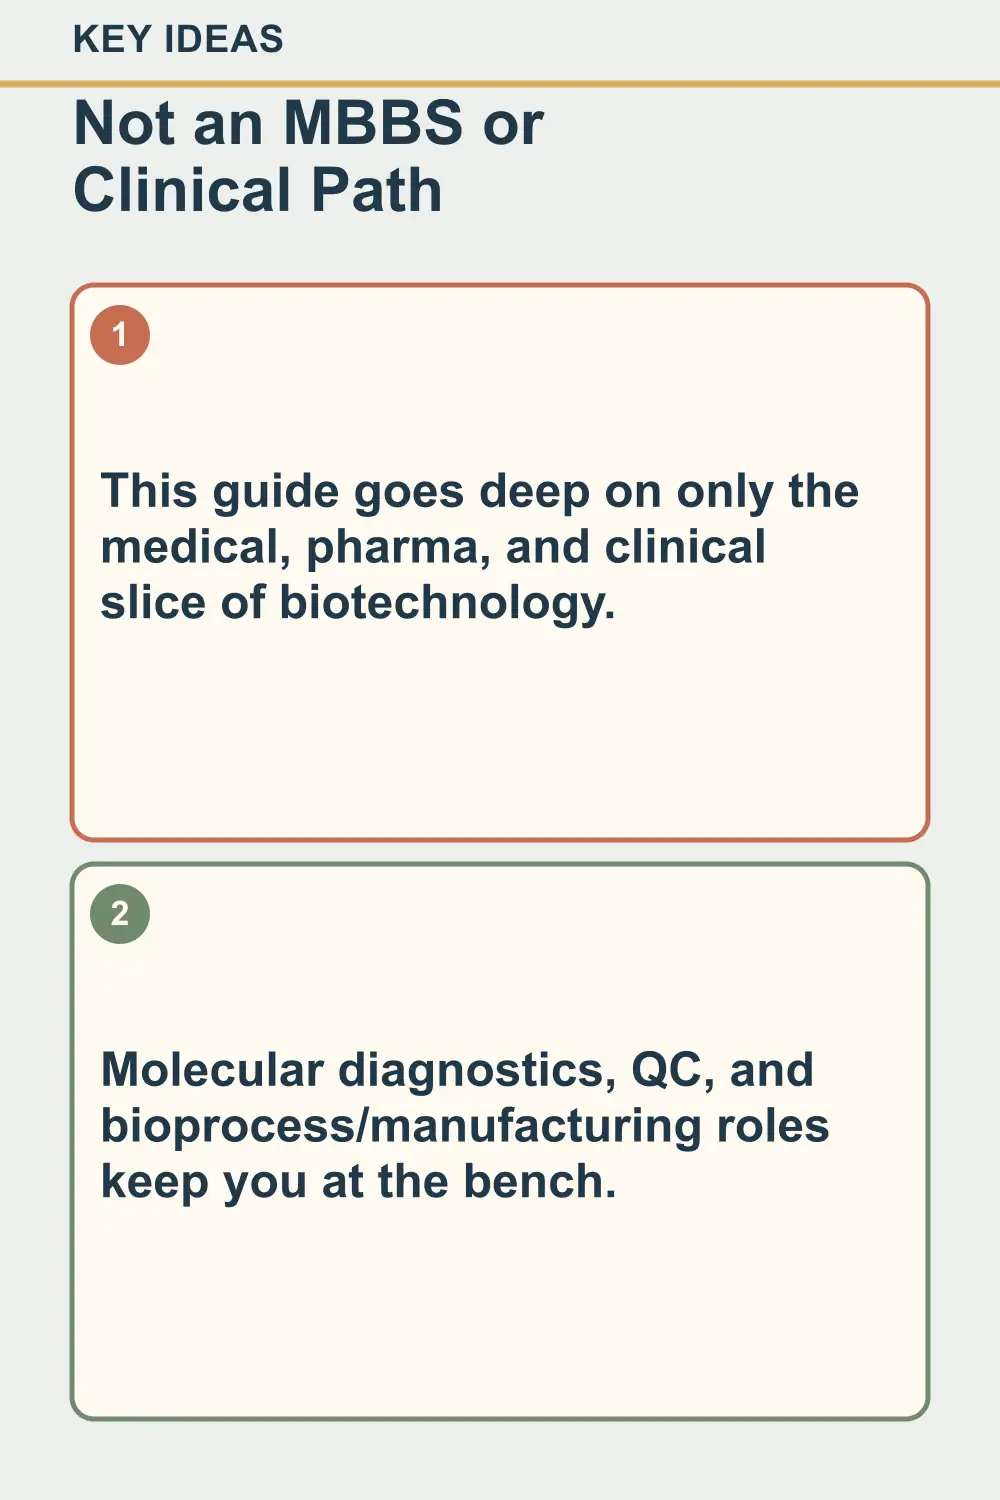 KEY IDEAS
Not an MBBS or
Clinical Path
1
This guide goes deep on only the
medical, pharma, and clinical
slice of biotechnology.
2
Molecular diagnostics, QC, and
bioprocess/manufacturing roles
keep you at the bench.